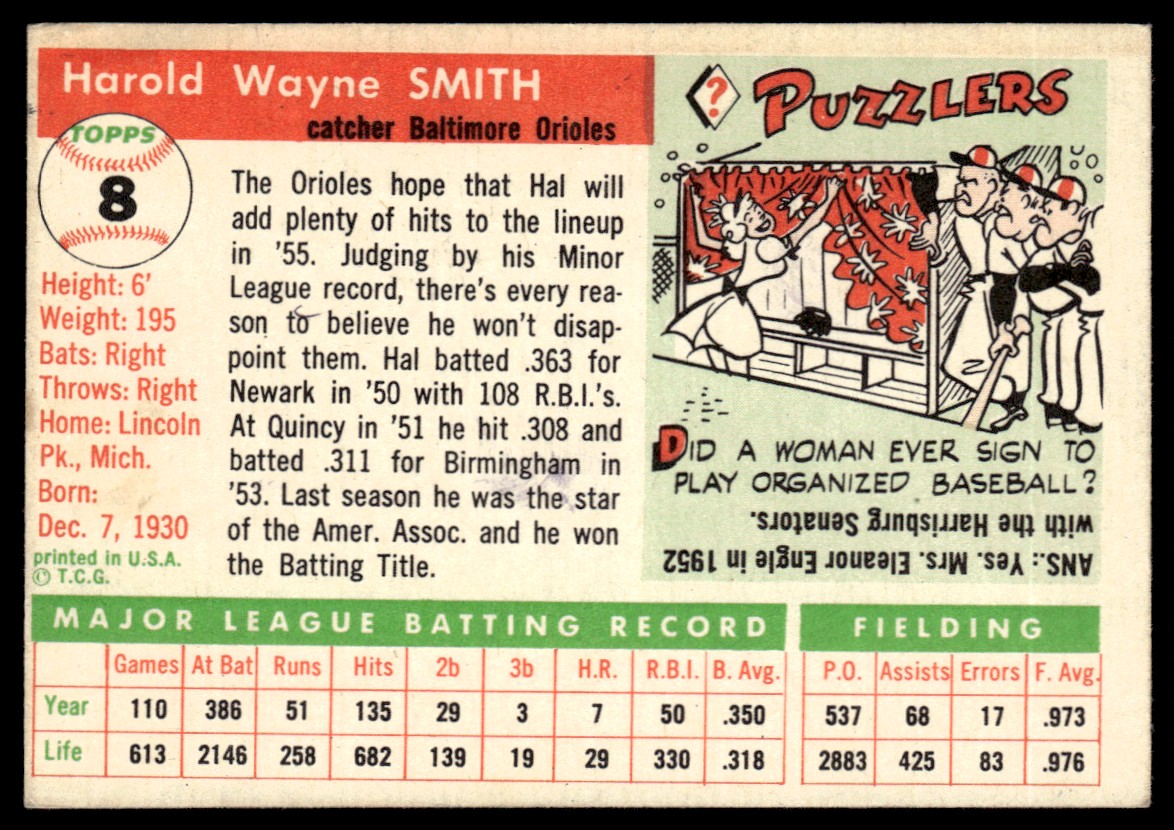 Harold Wayne SMITH
catcher Baltimore Orioles
TOPPS
8
Height: 6'
Weight: 195
Bats: Right
Throws: Right
Home: Lincoln
Pk., Mich.
Born:
Dec. 7, 1930
printed in U.S.A.
© T.C.G.
The Orioles hope that Hal will
add plenty of hits to the lineup
in '55. Judging by his Minor
League record, there's every rea-
son to believe he won't disap-
point them. Hal batted .363 for
Newark in '50 with 108 R.B.I.'s.
At Quincy in '51 he hit .308 and
batted .311 for Birmingham in
'53. Last season he was the star
of the Amer. Assoc. and he won
the Batting Title.
? PUZZLERS
DID A WOMAN EVER SIGN TO
PLAY ORGANIZED BASEBALL?
ANS.: Yes. Mrs. Eleanor Engle in 1952
with the Harrisburg Senators.
MAJOR LEAGUE BATTING RECORD
Games At Bat Runs Hits 2b 3b H.R. R.B.I. B. Avg.
Year 110 386 51 135 29 3 7 50 .350
Life 613 2146 258 682 139 19 29 330 .318
FIELDING
P.O. Assists Errors F. Avg.
537 68 17 .973
2883 425 83 .976